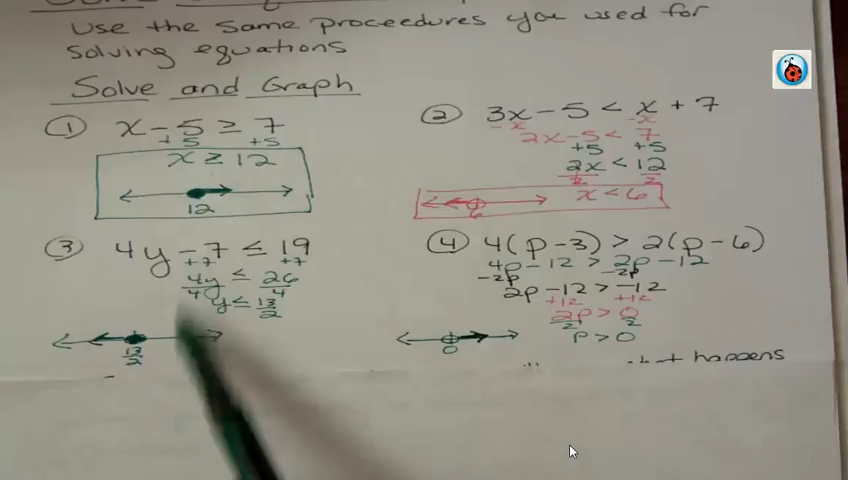 Use the same proceedures you used for
solving equations
Solve and Graph
① x - 5 ≥ 7
+5 +5
x ≥ 12
12
② 3x - 5 < x + 7
-x -x
2x - 5 < 7
+5 +5
2x < 12
2 2
x < 6
6
③ 4y - 7 ≤ 19
+7 +7
4y ≤ 26
4 4
y ≤ 13/2
13/2
④ 4(p - 3) > 2(p - 6)
4p - 12 > 2p - 12
-2p -2p
2p - 12 > -12
+12 +12
2p > 0
2 2
p > 0
0
happens